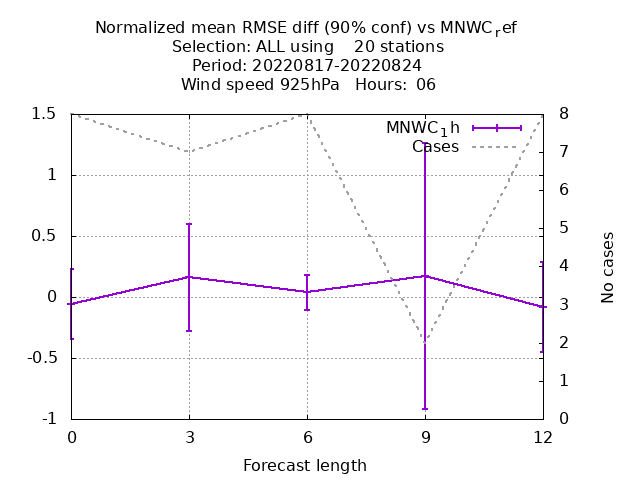 Normalized mean RMSE diff (90% conf) vs MNWCref
Selection: ALL using    20 stations
Period: 20220817-20220824
Wind speed 925hPa   Hours:  06
MNWC1h
Cases
1.5
1
0.5
0
-0.5
-1
8
7
6
5
4
3
2
1
0
No cases
0
3
6
9
12
Forecast length